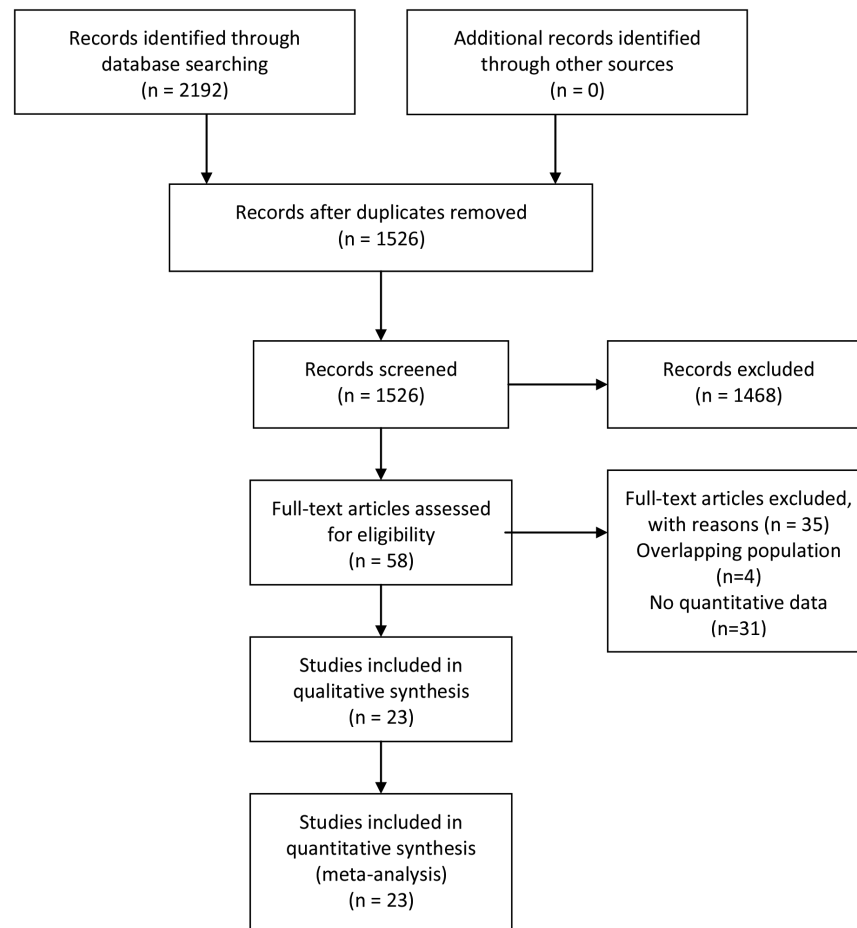 Records identified through
database searching
(n = 2192)
Additional records identified
through other sources
(n = 0)
Records after duplicates removed
(n = 1526)
Records screened
(n = 1526)
Records excluded
(n = 1468)
Full-text articles assessed
for eligibility
(n = 58)
Full-text articles excluded,
with reasons (n = 35)
Overlapping population
(n=4)
No quantitative data
(n=31)
Studies included in
qualitative synthesis
(n = 23)
Studies included in
quantitative synthesis
(meta-analysis)
(n = 23)